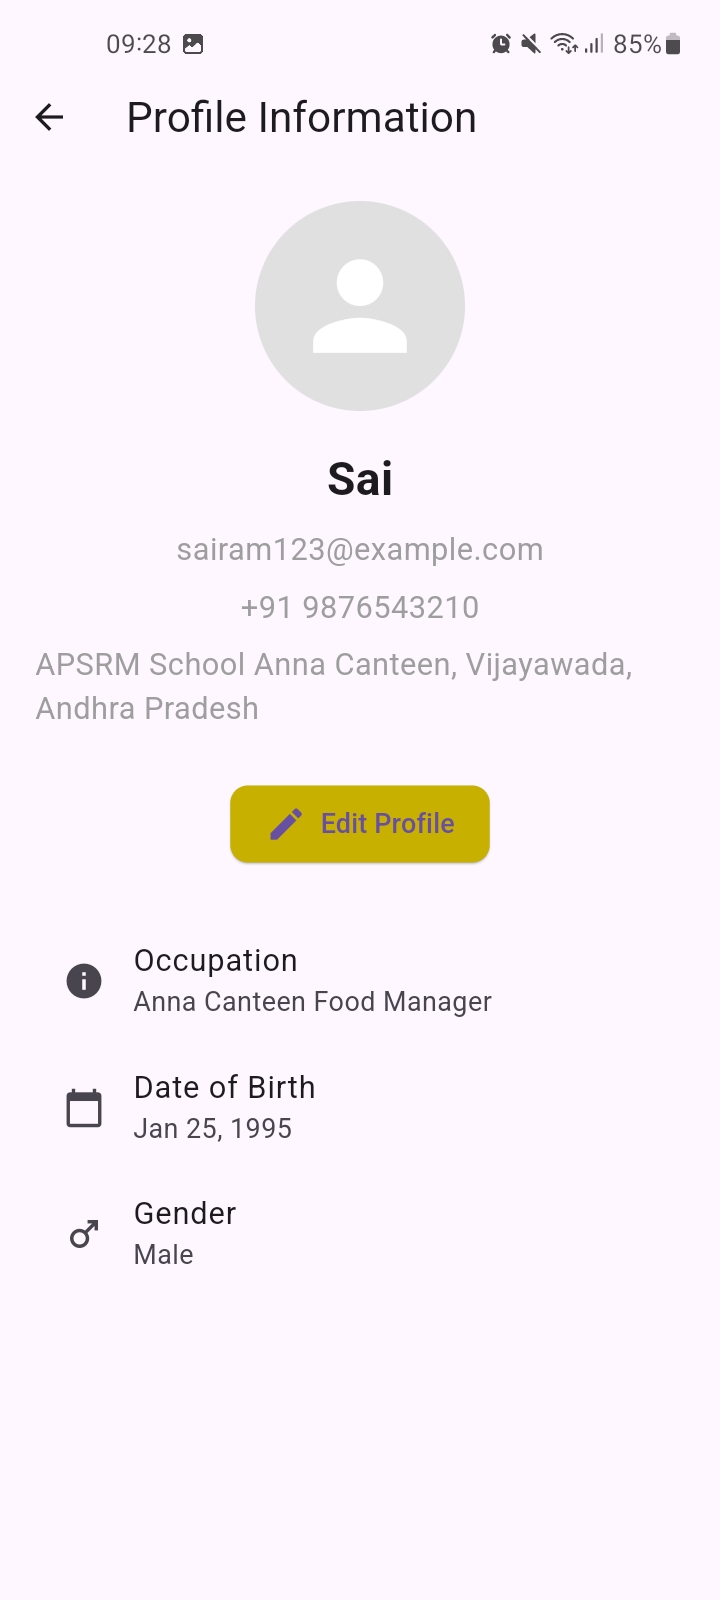 09:28
85%
Profile Information
Sai
sairam123@example.com
+91 9876543210
APSRM School Anna Canteen, Vijayawada,
Andhra Pradesh
Edit Profile
Occupation
Anna Canteen Food Manager
Date of Birth
Jan 25, 1995
Gender
Male